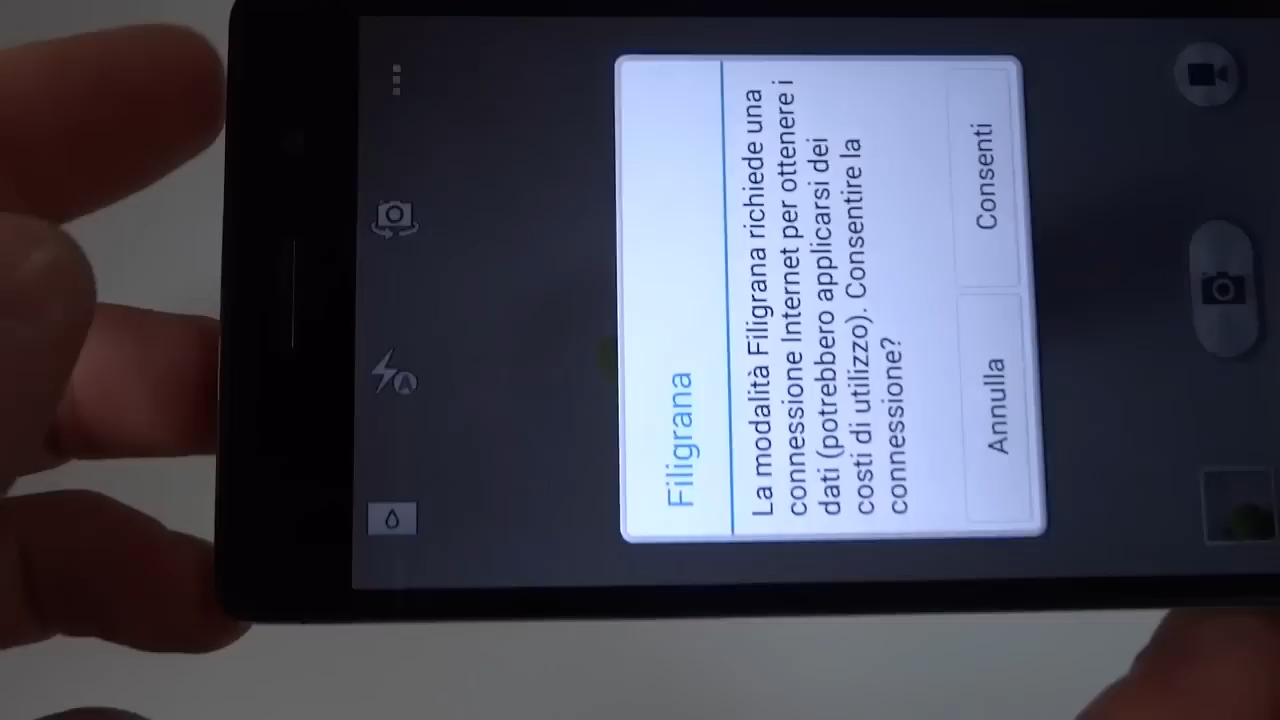 Filigrana
La modalità Filigrana richiede una
connessione Internet per ottenere i
dati (potrebbero applicarsi dei
costi di utilizzo). Consentire la
connessione?
Annulla Consenti